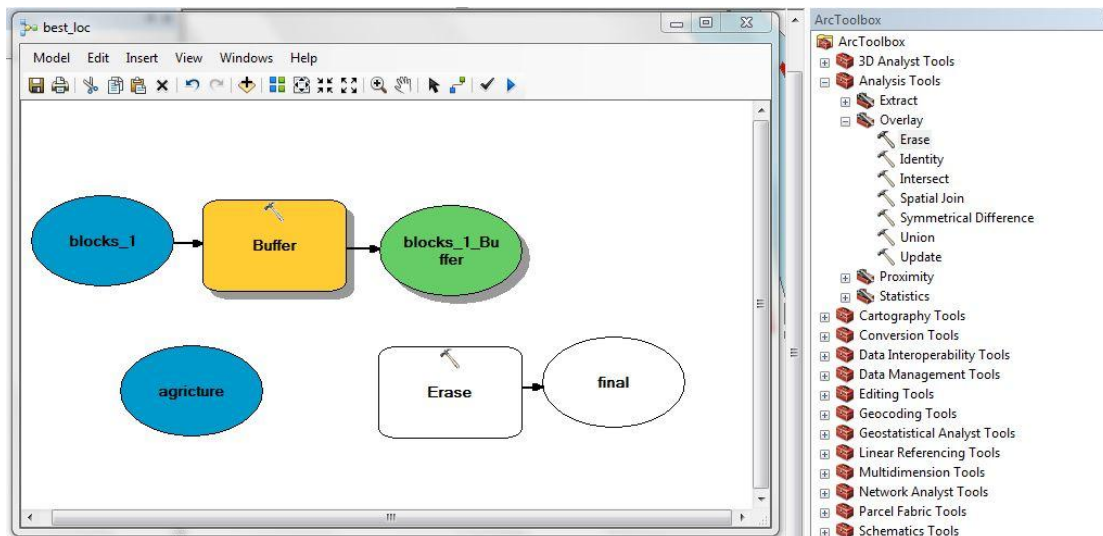 best_loc
Model Edit Insert View Windows Help
blocks_1
Buffer
blocks_1_Bu
ffer
agricture
Erase
final
ArcToolbox
ArcToolbox
3D Analyst Tools
Analysis Tools
Extract
Overlay
Erase
Identity
Intersect
Spatial Join
Symmetrical Difference
Union
Update
Proximity
Statistics
Cartography Tools
Conversion Tools
Data Interoperability Tools
Data Management Tools
Editing Tools
Geocoding Tools
Geostatistical Analyst Tools
Linear Referencing Tools
Multidimension Tools
Network Analyst Tools
Parcel Fabric Tools
Schematics Tools